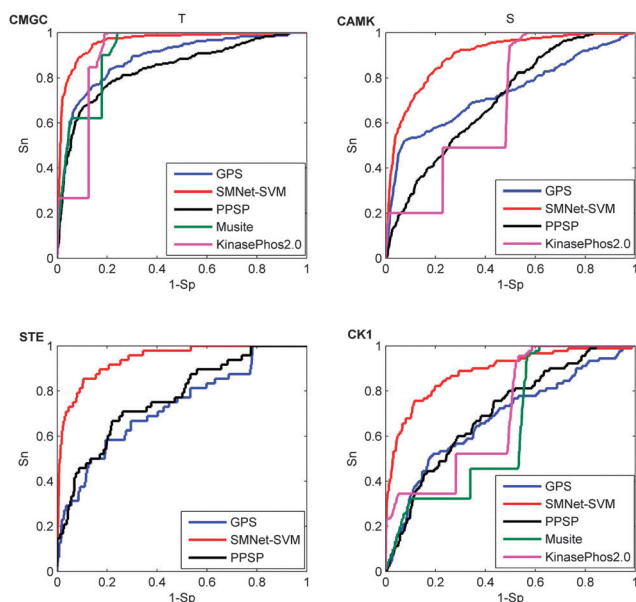 CMGC
T
1
0.8
0.6
0.4
0.2
0
Sn
0 0.2 0.4 0.6 0.8 1
1-Sp
GPS
SMNet-SVM
PPSP
Musite
KinasePhos2.0
CAMK
S
1
0.8
0.6
0.4
0.2
0
Sn
0 0.2 0.4 0.6 0.8 1
1-Sp
GPS
SMNet-SVM
PPSP
KinasePhos2.0
STE
1
0.8
0.6
0.4
0.2
0
Sn
0 0.2 0.4 0.6 0.8 1
1-Sp
GPS
SMNet-SVM
PPSP
CK1
1
0.8
0.6
0.4
0.2
0
Sn
0 0.2 0.4 0.6 0.8 1
1-Sp
GPS
SMNet-SVM
PPSP
Musite
KinasePhos2.0